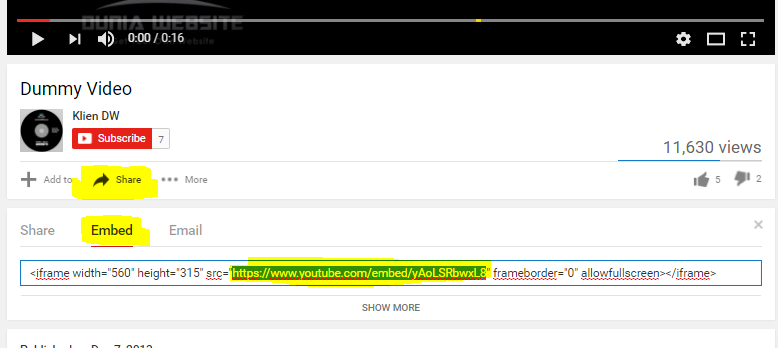 DUNIA WEBSITE
Website
0:00 / 0:16
Dummy Video
Klien DW
Subscribe 7
11,630 views
Add to Share More 5 2
Share Embed Email
<iframe width="560" height="315" src="https://www.youtube.com/embed/yAoLSRbwxL8" frameborder="0" allowfullscreen></iframe>
SHOW MORE